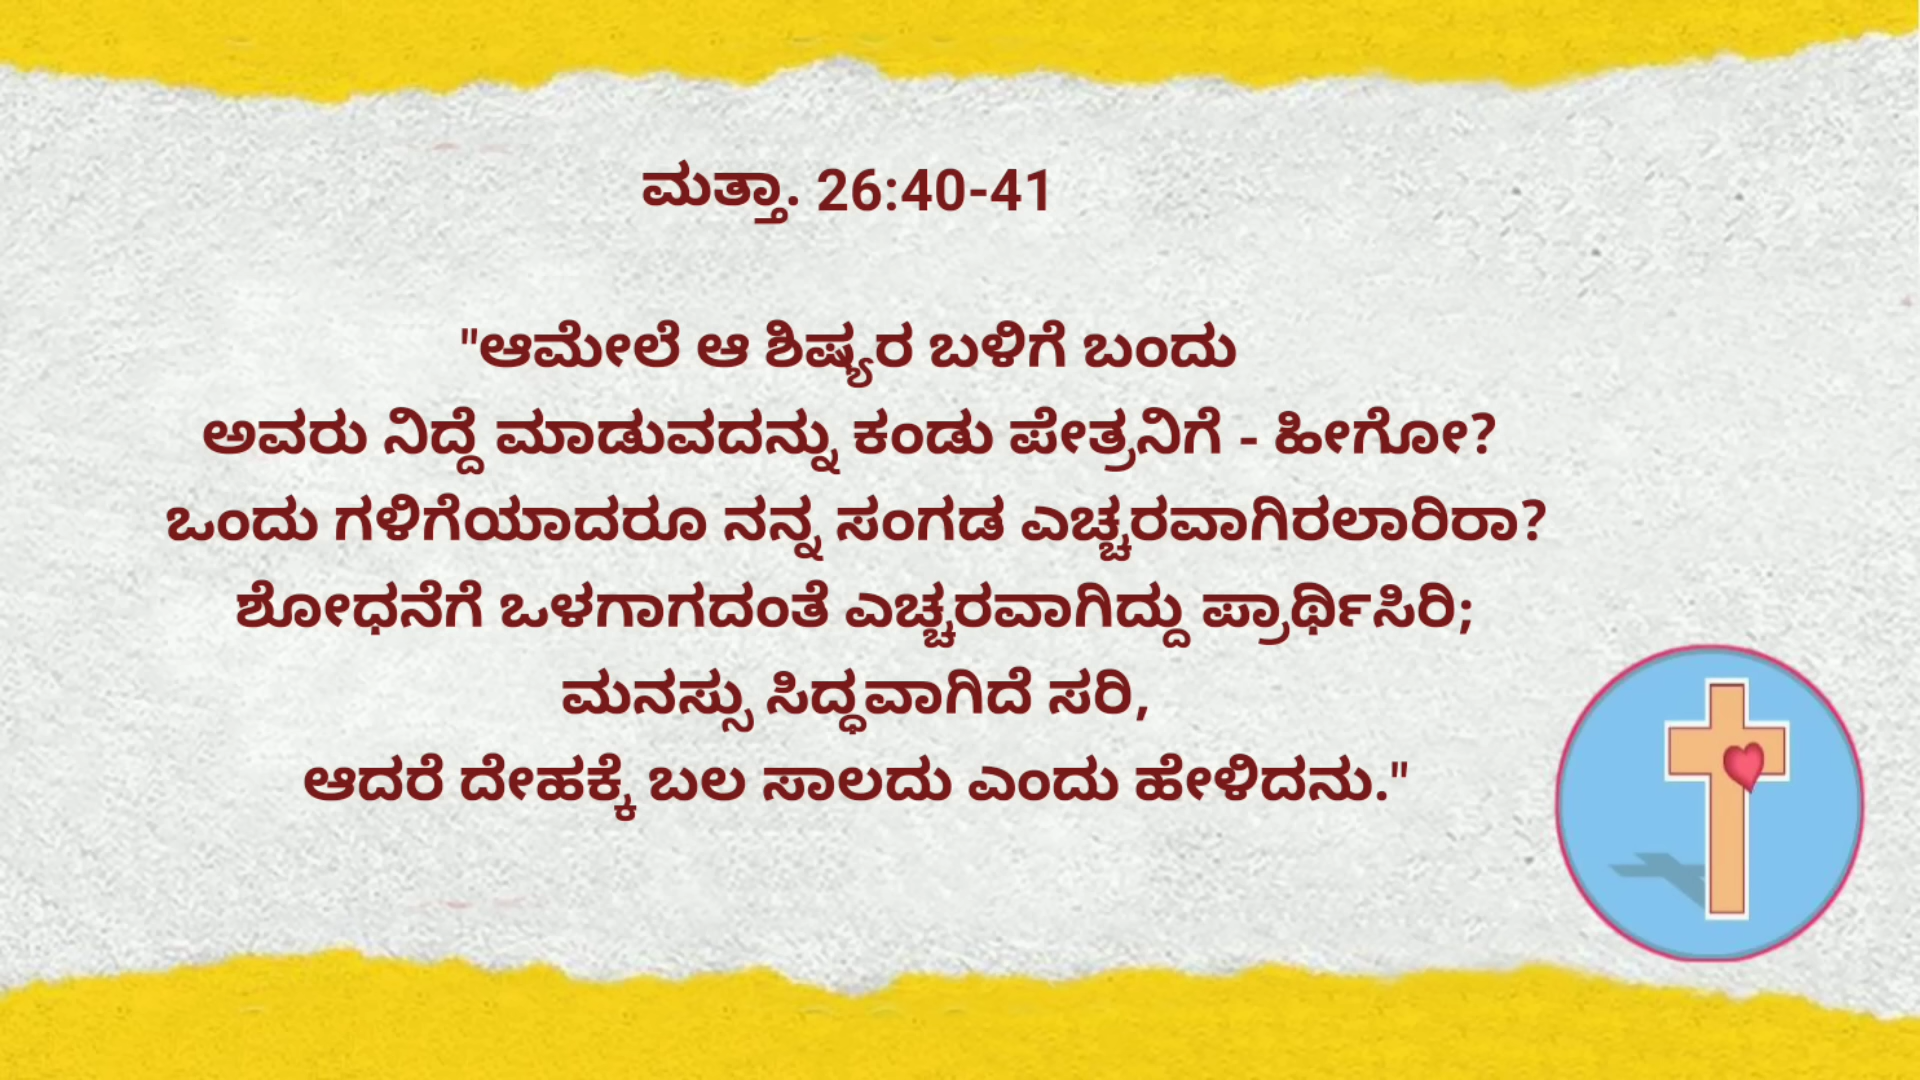 ಮತ್ತಾ. 26:40-41
"ಆಮೇಲೆ ಆ ಶಿಷ್ಯರ ಬಳಿಗೆ ಬಂದು
ಅವರು ನಿದ್ದೆ ಮಾಡುವದನ್ನು ಕಂಡು ಪೇತ್ರನಿಗೆ - ಹೀಗೋ?
ಒಂದು ಗಳಿಗೆಯಾದರೂ ನನ್ನ ಸಂಗಡ ಎಚ್ಚರವಾಗಿರಲಾರಿರಾ?
ಶೋಧನೆಗೆ ಒಳಗಾಗದಂತೆ ಎಚ್ಚರವಾಗಿದ್ದು ಪ್ರಾರ್ಥಿಸಿರಿ;
ಮನಸ್ಸು ಸಿದ್ಧವಾಗಿದೆ ಸರಿ,
ಆದರೆ ದೇಹಕ್ಕೆ ಬಲ ಸಾಲದು ಎಂದು ಹೇಳಿದನು."